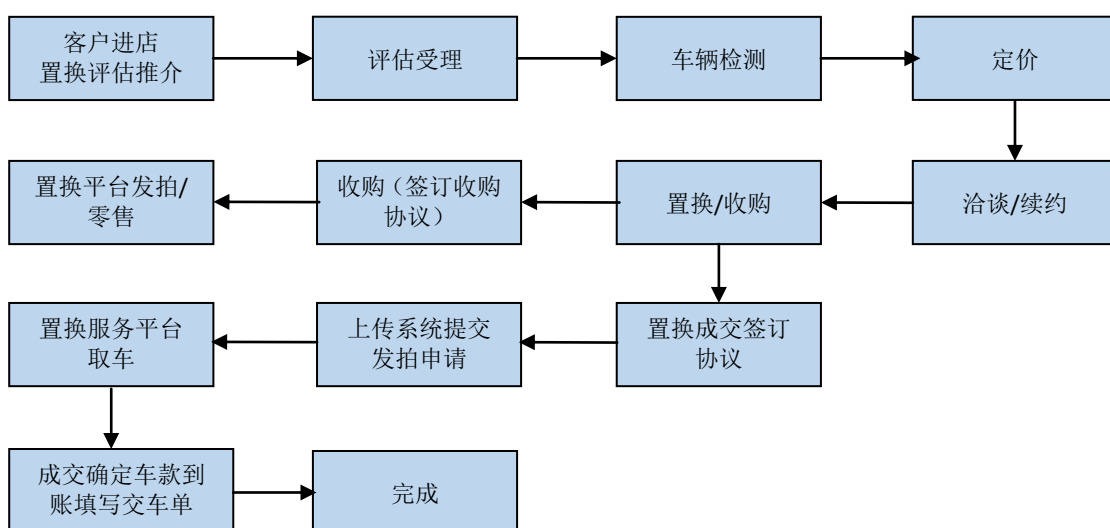 客户进店
置换评估推介
评估受理
车辆检测
定价
置换平台发拍/
零售
收购（签订收购
协议）
置换/收购
洽谈/续约
置换服务平台
取车
上传系统提交
发拍申请
置换成交签订
协议
成交确定车款到
账填写交车单
完成